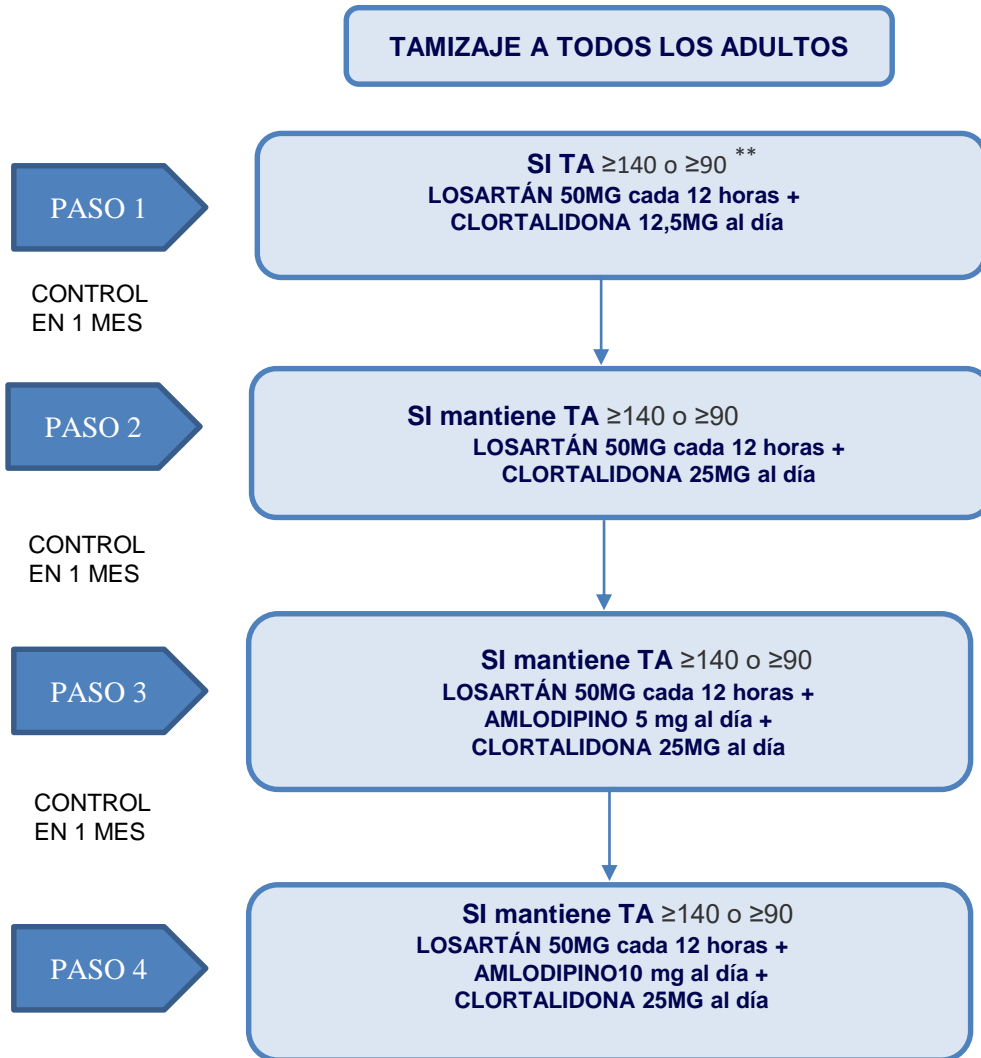 TAMIZAJE A TODOS LOS ADULTOS
PASO 1
SI TA ≥140 o ≥90 **
LOSARTÁN 50MG cada 12 horas +
CLORTALIDONA 12,5MG al día
CONTROL
EN 1 MES
PASO 2
SI mantiene TA ≥140 o ≥90
LOSARTÁN 50MG cada 12 horas +
CLORTALIDONA 25MG al día
CONTROL
EN 1 MES
PASO 3
SI mantiene TA ≥140 o ≥90
LOSARTÁN 50MG cada 12 horas +
AMLODIPINO 5 mg al día +
CLORTALIDONA 25MG al día
CONTROL
EN 1 MES
PASO 4
SI mantiene TA ≥140 o ≥90
LOSARTÁN 50MG cada 12 horas +
AMLODIPINO10 mg al día +
CLORTALIDONA 25MG al día